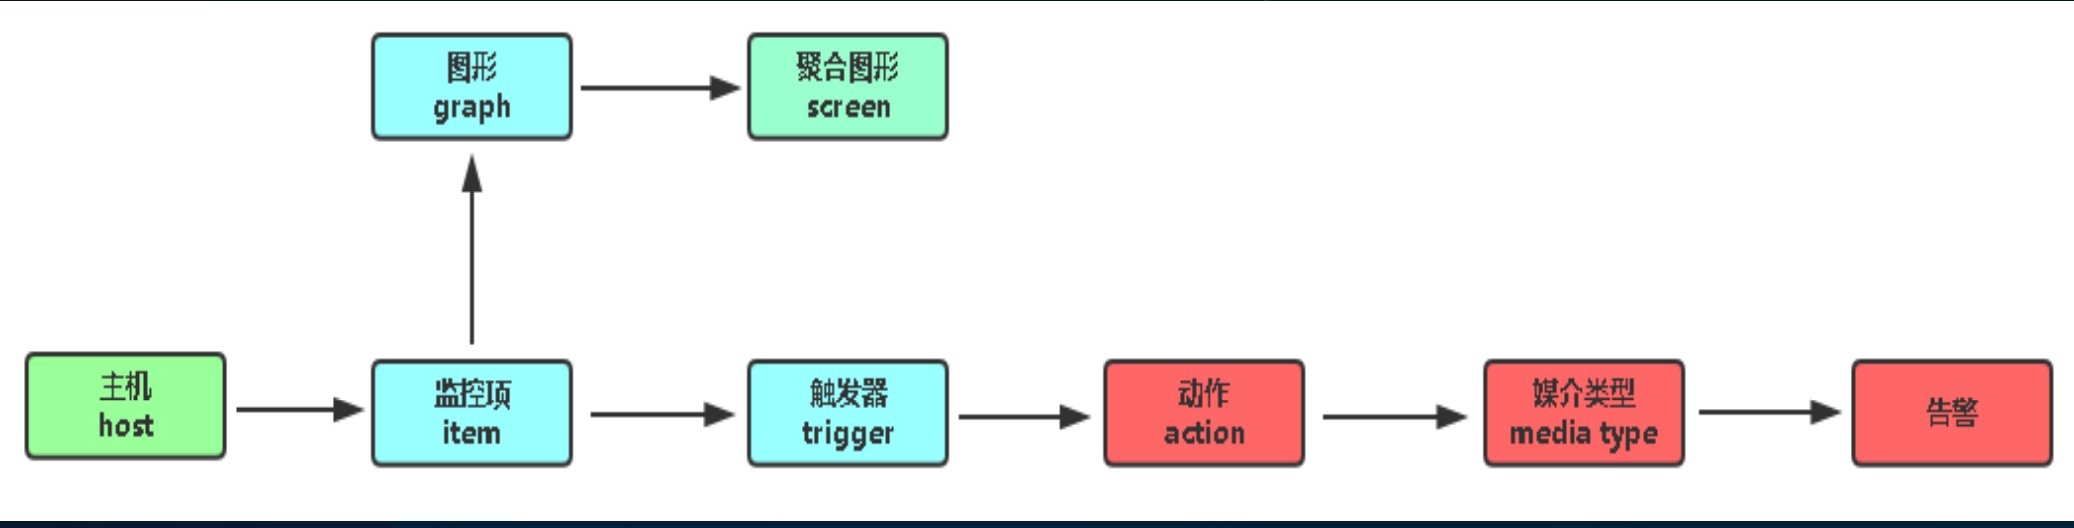 图形
graph
聚合图形
screen
主机
host
监控项
item
触发器
trigger
动作
action
媒介类型
media type
告警